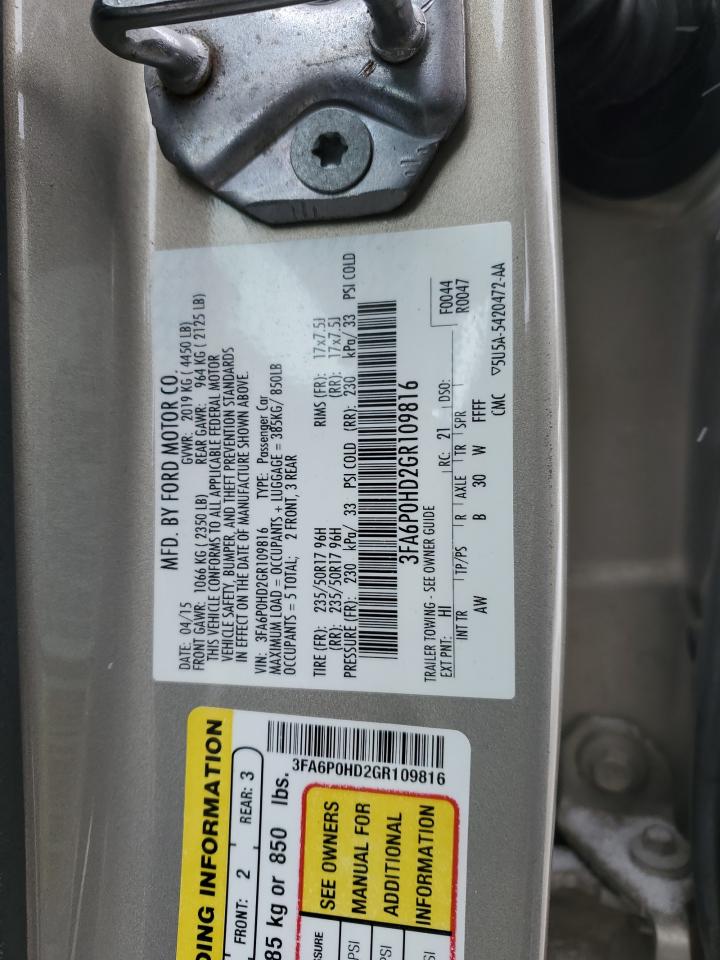 MFD. BY FORD MOTOR CO.
DATE: 04/15 GVWR: 2019 KG ( 4450 LB)
FRONT GAWR: 1066 KG ( 2350 LB) REAR GAWR: 964 KG ( 2125 LB)
THIS VEHICLE CONFORMS TO ALL APPLICABLE FEDERAL MOTOR
VEHICLE SAFETY, BUMPER, AND THEFT PREVENTION STANDARDS
IN EFFECT ON THE DATE OF MANUFACTURE SHOWN ABOVE.
VIN: 3FA6P0HD2GR109816 TYPE: Passenger Car
MAXIMUM LOAD = OCCUPANTS + LUGGAGE = 385KG/ 850LB
OCCUPANTS = 5 TOTAL; 2 FRONT, 3 REAR
TIRE (FR): 235/50R17 96H RIMS (FR): 17x7.5J
(RR): 235/50R17 96H (RR): 17x7.5J
PRESSURE (FR): 230 kPa/ 33 PSI COLD (RR): 230 kPa/ 33 PSI COLD
3FA6P0HD2GR109816
TRAILER TOWING - SEE OWNER GUIDE F0044
EXT PNT: HI RC: 21 DSO: R0047
INT TR TP/PS R AXLE TR SPR
AW B 30 W FFFF
CMC ▽5U5A-5420472-AA
DING INFORMATION
FRONT: 2 REAR: 3
85 kg or 850 lbs.
3FA6P0HD2GR109816
SEE OWNERS
MANUAL FOR
ADDITIONAL
INFORMATION
SSURE
PSI
PSI
SI